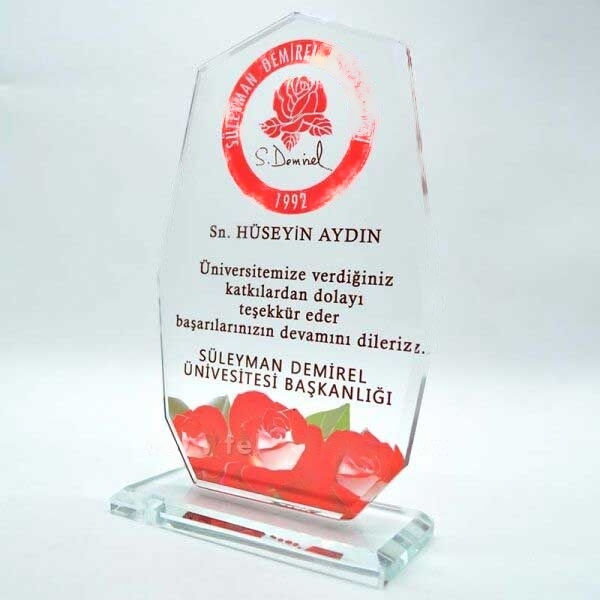 SÜLEYMAN DEMİREL
S. Demirel
1992
Sn. HÜSEYİN AYDIN
Üniversitemize verdiğiniz
katkılardan dolayı
teşekkür eder
başarılarınızın devamını dileriz.
SÜLEYMAN DEMİREL
ÜNİVESİTESİ BAŞKANLIĞI